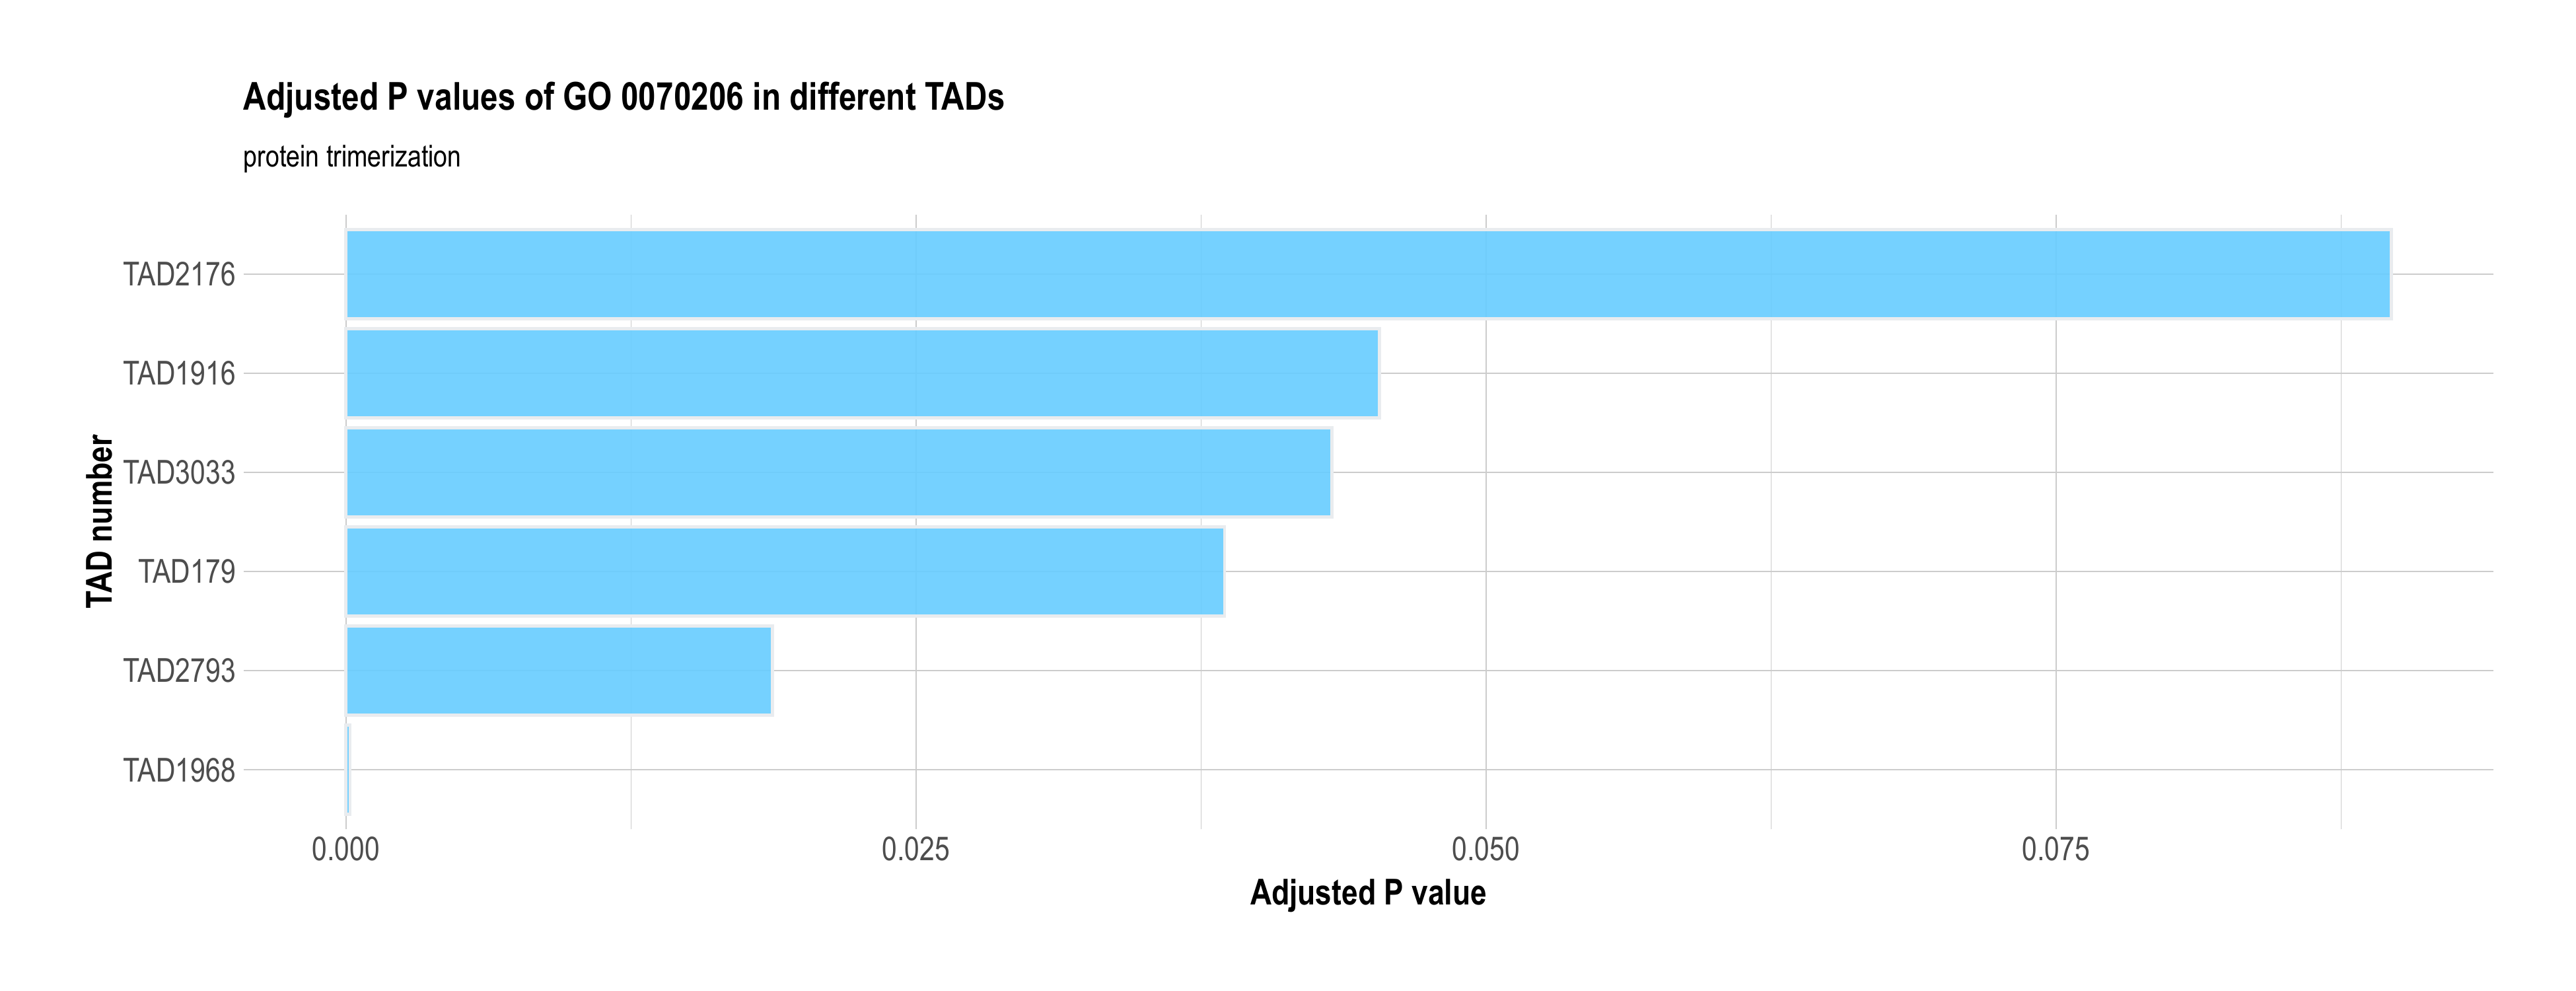 Adjusted P values of GO 0070206 in different TADs
protein trimerization
TAD number
TAD2176
TAD1916
TAD3033
TAD179
TAD2793
TAD1968
0.000 0.025 0.050 0.075
Adjusted P value